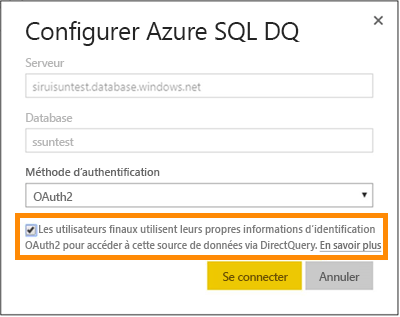 Configurer Azure SQL DQ
Serveur
siruisuntest.database.windows.net
Database
ssuntest
Méthode d'authentification
OAuth2
Les utilisateurs finaux utilisent leurs propres informations d'identification
OAuth2 pour accéder à cette source de données via DirectQuery. En savoir plus
Se connecter Annuler